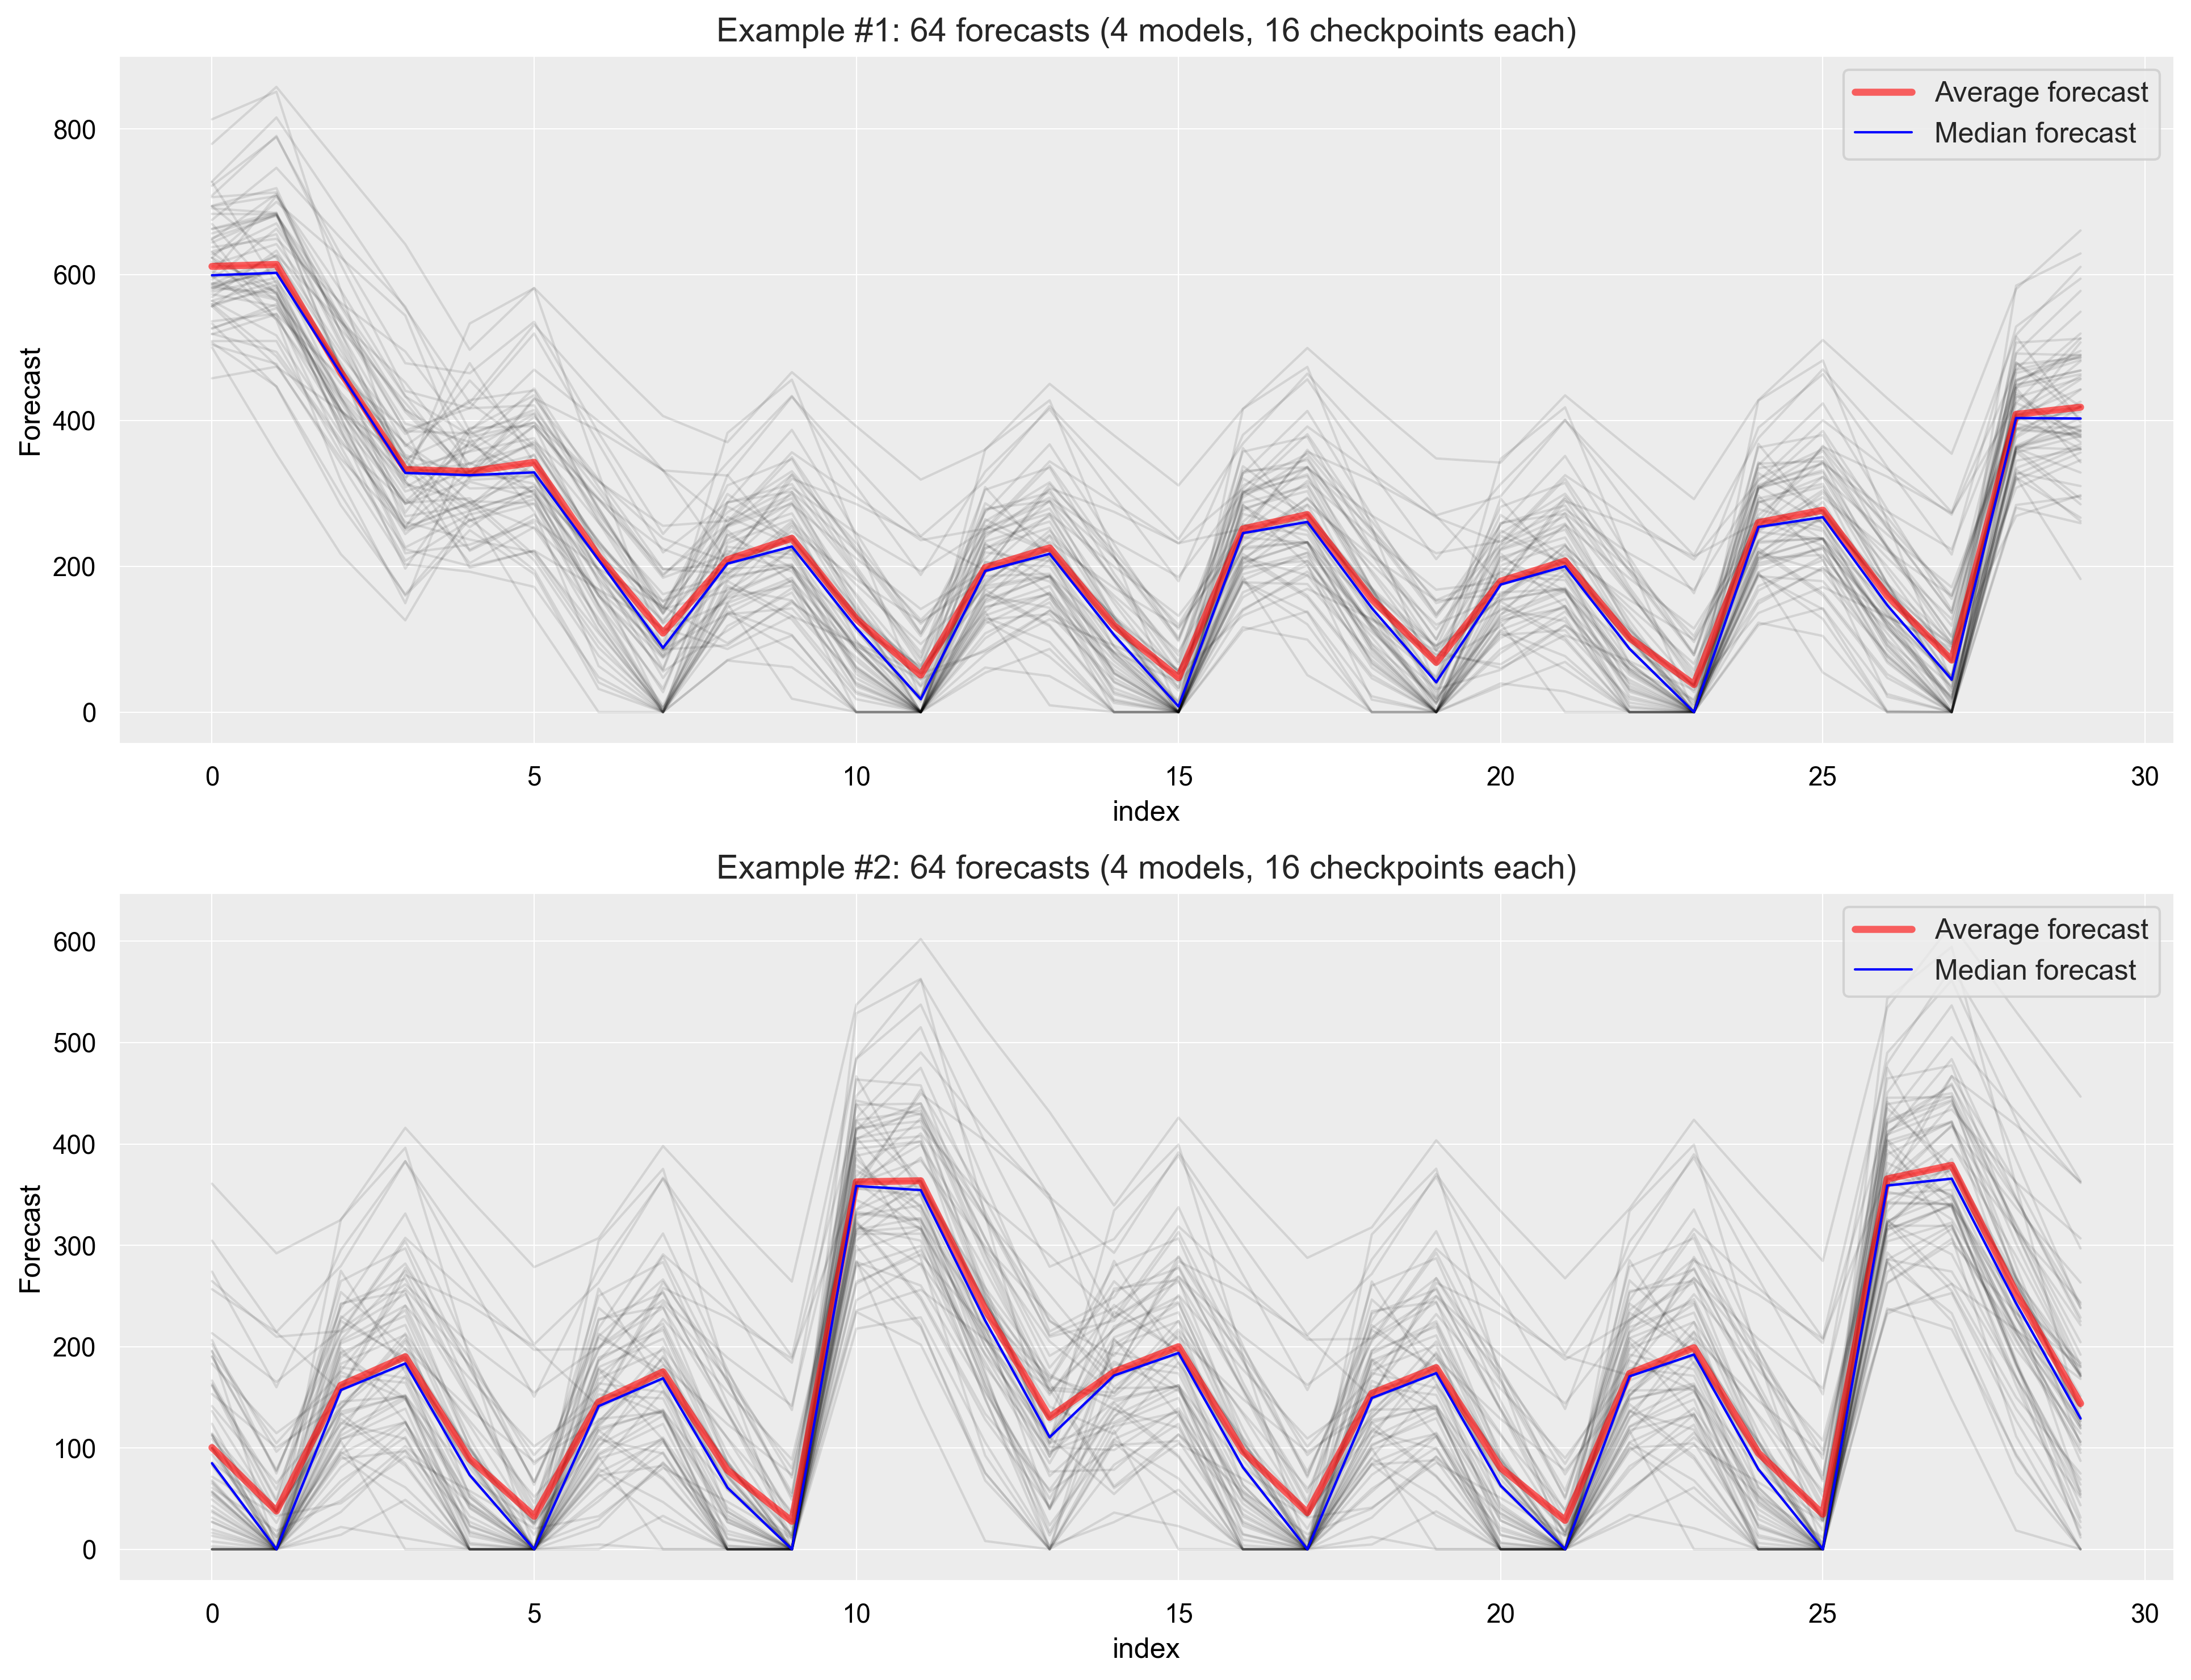 Example #1: 64 forecasts (4 models, 16 checkpoints each)
Average forecast
Median forecast
800
600
400
200
0
Forecast
0 5 10 15 20 25 30
index
Example #2: 64 forecasts (4 models, 16 checkpoints each)
Average forecast
Median forecast
600
500
400
300
200
100
0
Forecast
0 5 10 15 20 25 30
index